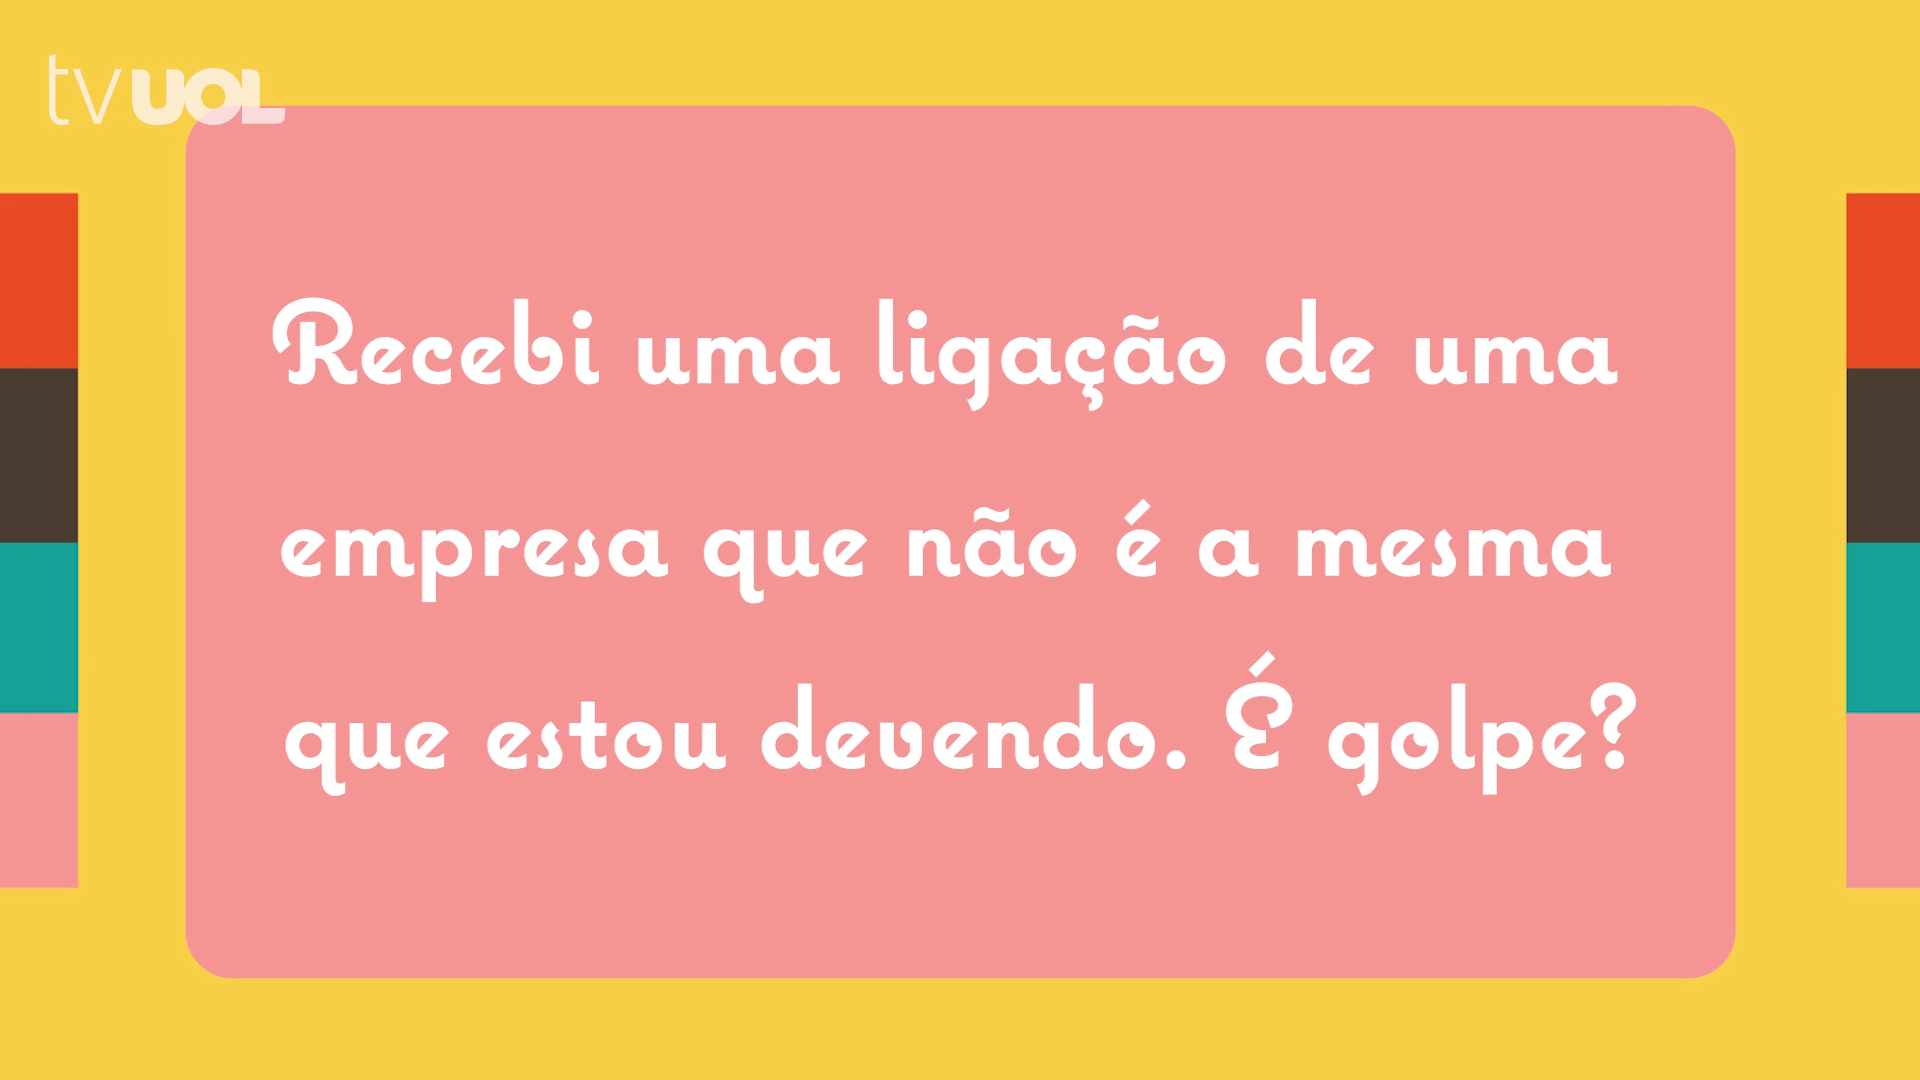 tvUOL
Recebi uma ligação de uma
empresa que não é a mesma
que estou devendo. É golpe?